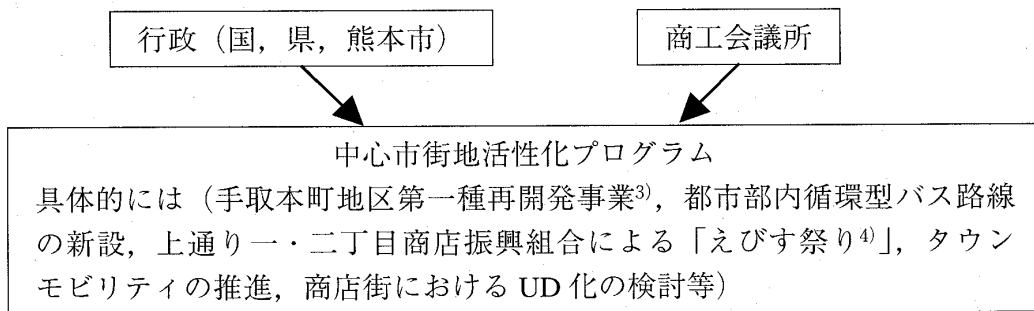 行政（国，県，熊本市）
商工会議所
中心市街地活性化プログラム
具体的には（手取本町地区第一種再開発事業3)，都市部内循環型バス路線
の新設，上通り一・二丁目商店振興組合による「えびす祭り4)」，タウン
モビリティの推進，商店街におけるUD化の検討等）